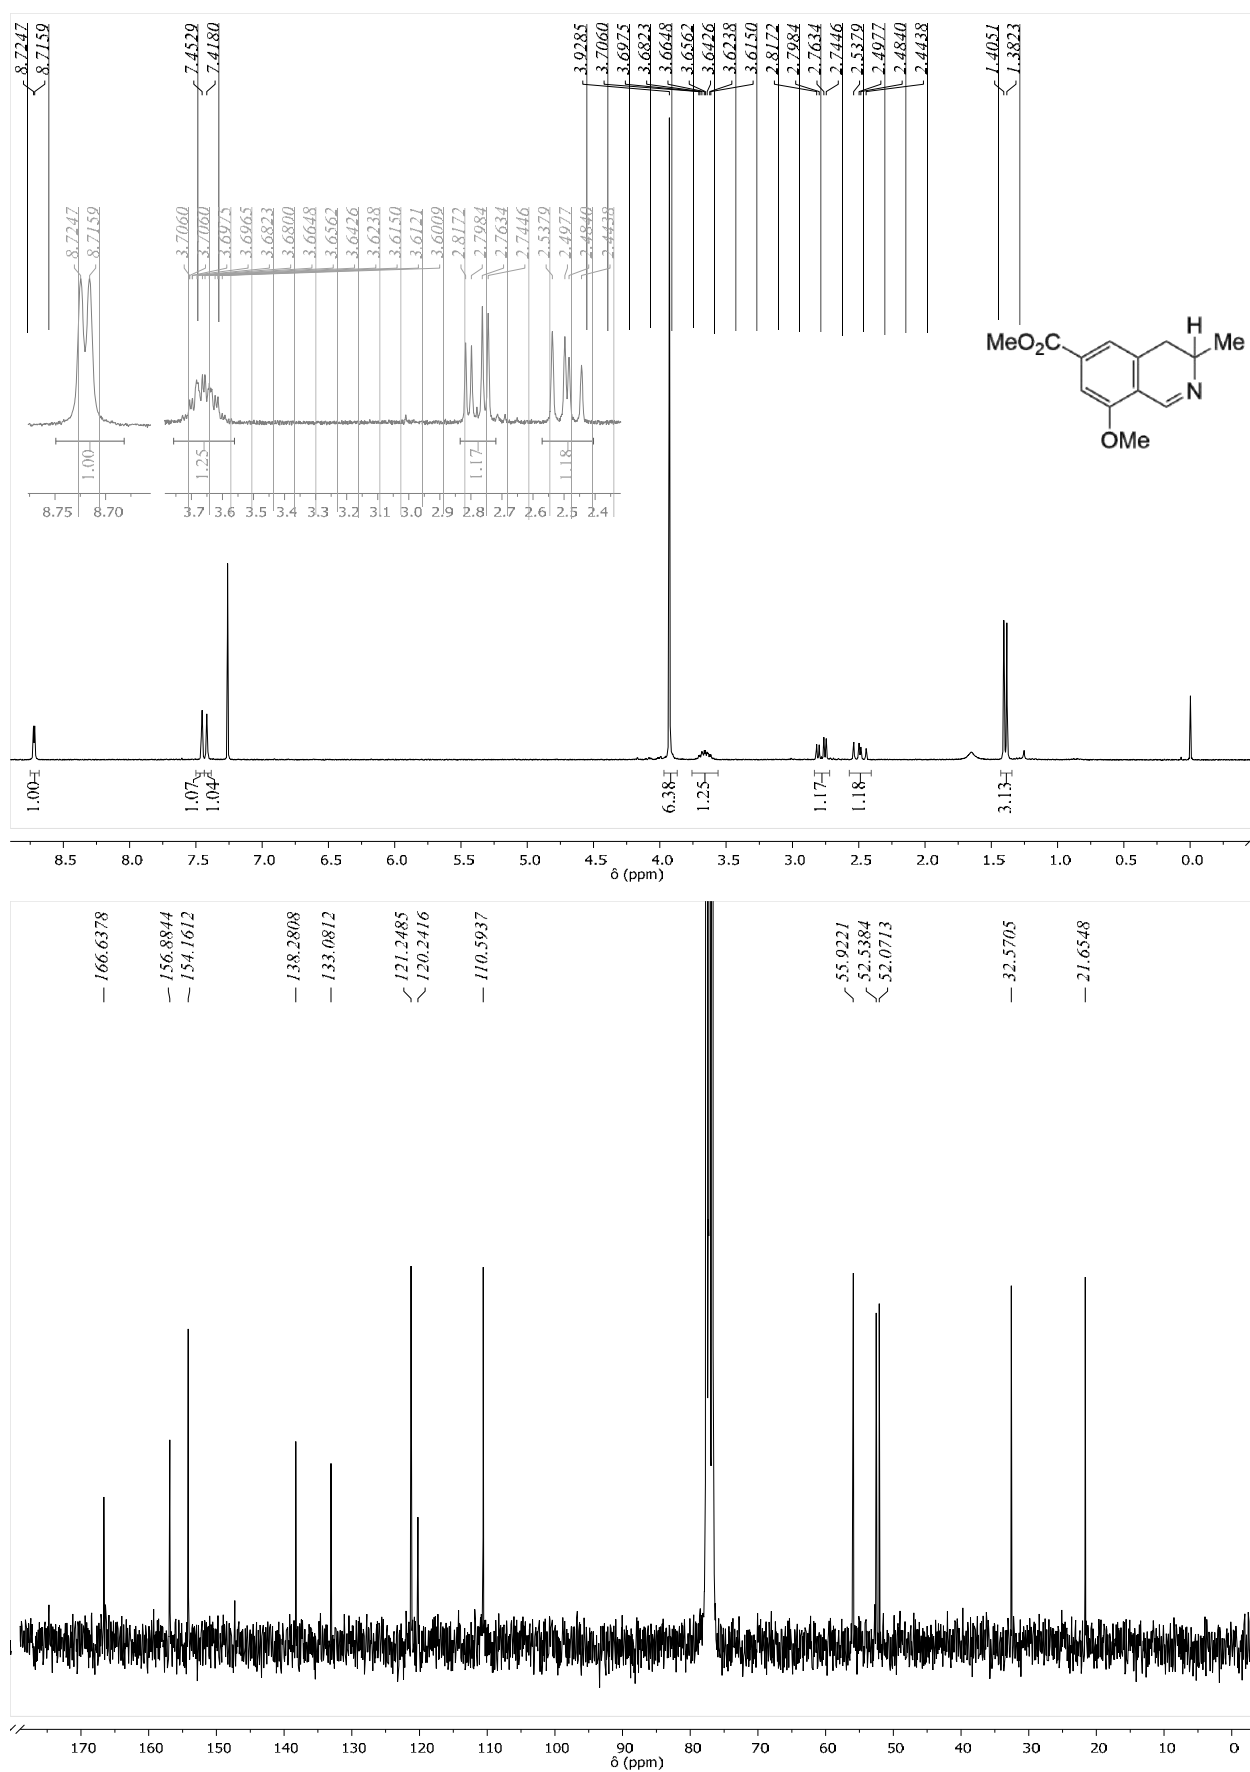 8.7247 8.7159 7.4529 7.4180 3.9285 3.7060 3.6975 3.6823 3.6648 3.6562 3.6426 3.6238 3.6150 2.8172 2.7984 2.7634 2.7446 2.5379 2.4977 2.4840 2.4438 1.4051 1.3823
8.7247 8.7159 3.7060 3.7060 3.6975 3.6965 3.6823 3.6800 3.6648 3.6562 3.6426 3.6238 3.6150 3.6121 3.6009 2.8172 2.7984 2.7634 2.7446 2.5379 2.4977 2.4840 2.4438
H
MeO2C Me
N
OMe
1.00 1.25 1.17 1.18
8.75 8.70 3.7 3.6 3.5 3.4 3.3 3.2 3.1 3.0 2.9 2.8 2.7 2.6 2.5 2.4
1.00 1.07 1.04 6.38 1.25 1.17 1.18 3.13
8.5 8.0 7.5 7.0 6.5 6.0 5.5 5.0 4.5 4.0 3.5 3.0 2.5 2.0 1.5 1.0 0.5 0.0
δ (ppm)
166.6378 156.8844 154.1612 138.2808 133.0812 121.2485 120.2416 110.5937 55.9221 52.5384 52.0713 32.5705 21.6548
170 160 150 140 130 120 110 100 90 80 70 60 50 40 30 20 10 0
δ (ppm)